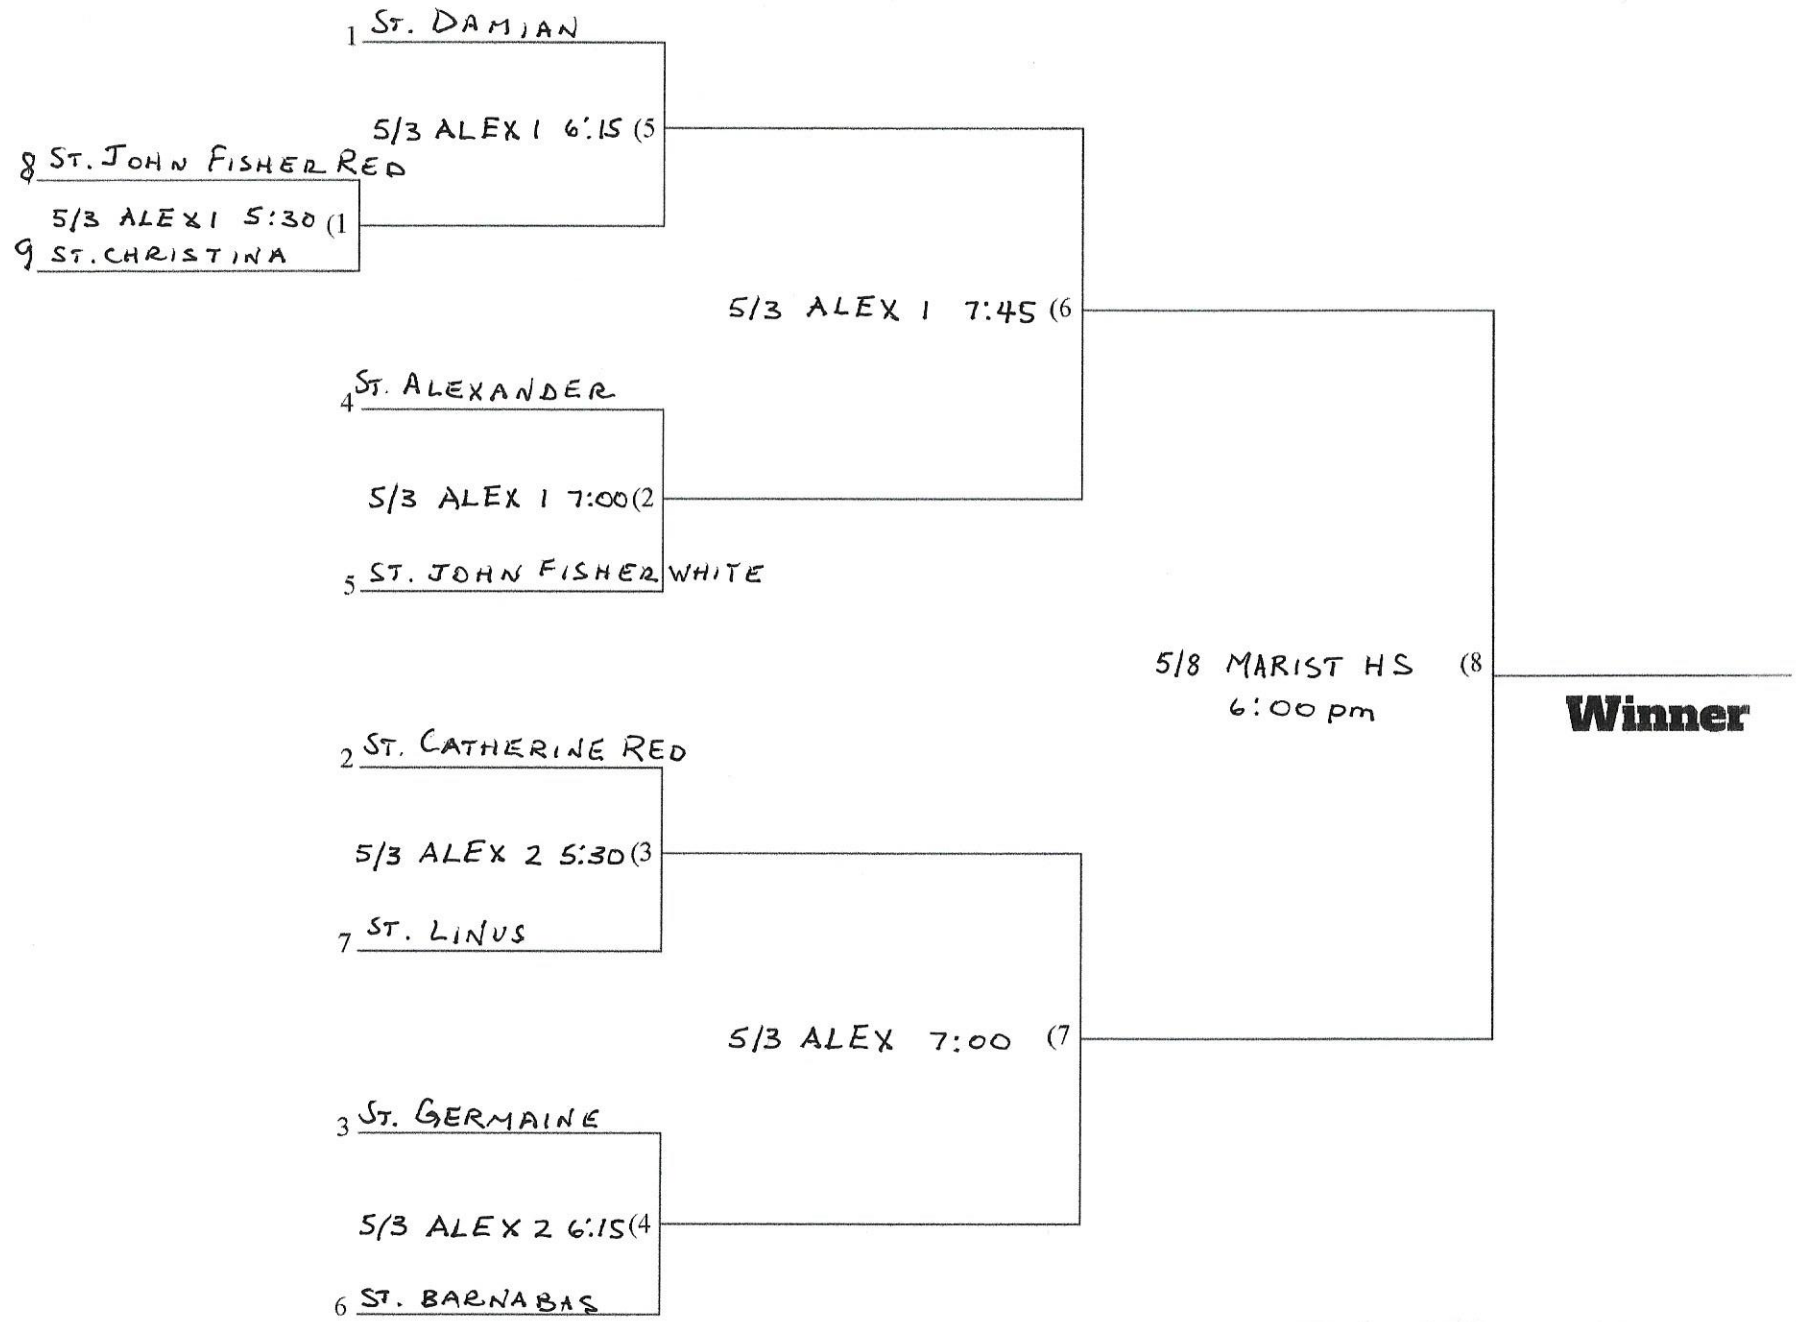 1 ST. DAMIAN
5/3 ALEX 1 6:15 (5
8 ST. JOHN FISHER RED
5/3 ALEX 1 5:30 (1
9 ST. CHRISTINA
5/3 ALEX 1 7:45 (6
4 ST. ALEXANDER
5/3 ALEX 1 7:00 (2
5 ST. JOHN FISHER WHITE
5/8 MARIST HS (8
6:00 pm
Winner
2 ST. CATHERINE RED
5/3 ALEX 2 5:30 (3
7 ST. LINUS
5/3 ALEX 7:00 (7
3 ST. GERMAINE
5/3 ALEX 2 6:15 (4
6 ST. BARNABAS